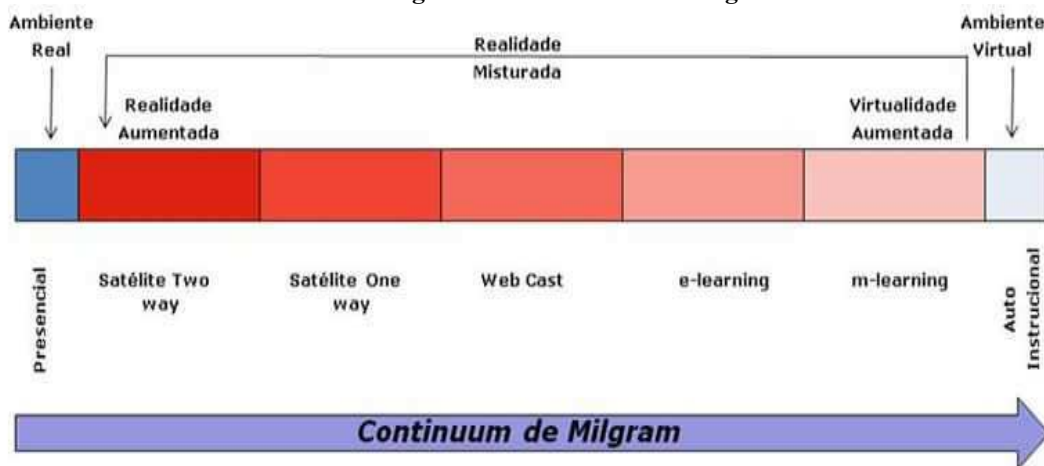 Ambiente
Real
Realidade
Misturada
Ambiente
Virtual
Realidade
Aumentada
Virtualidade
Aumentada
Presencial
Satélite Two
way
Satélite One
way
Web Cast
e-learning
m-learning
Auto
Instrucional
Continuum de Milgram